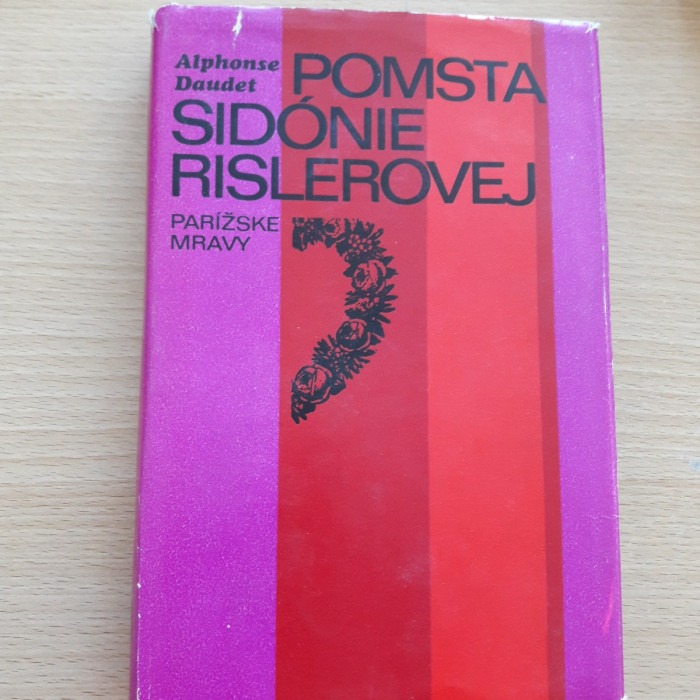 Alphonse
Daudet
POMSTA
SIDÓNIE
RISLEROVEJ
PARÍŽSKE
MRAVY